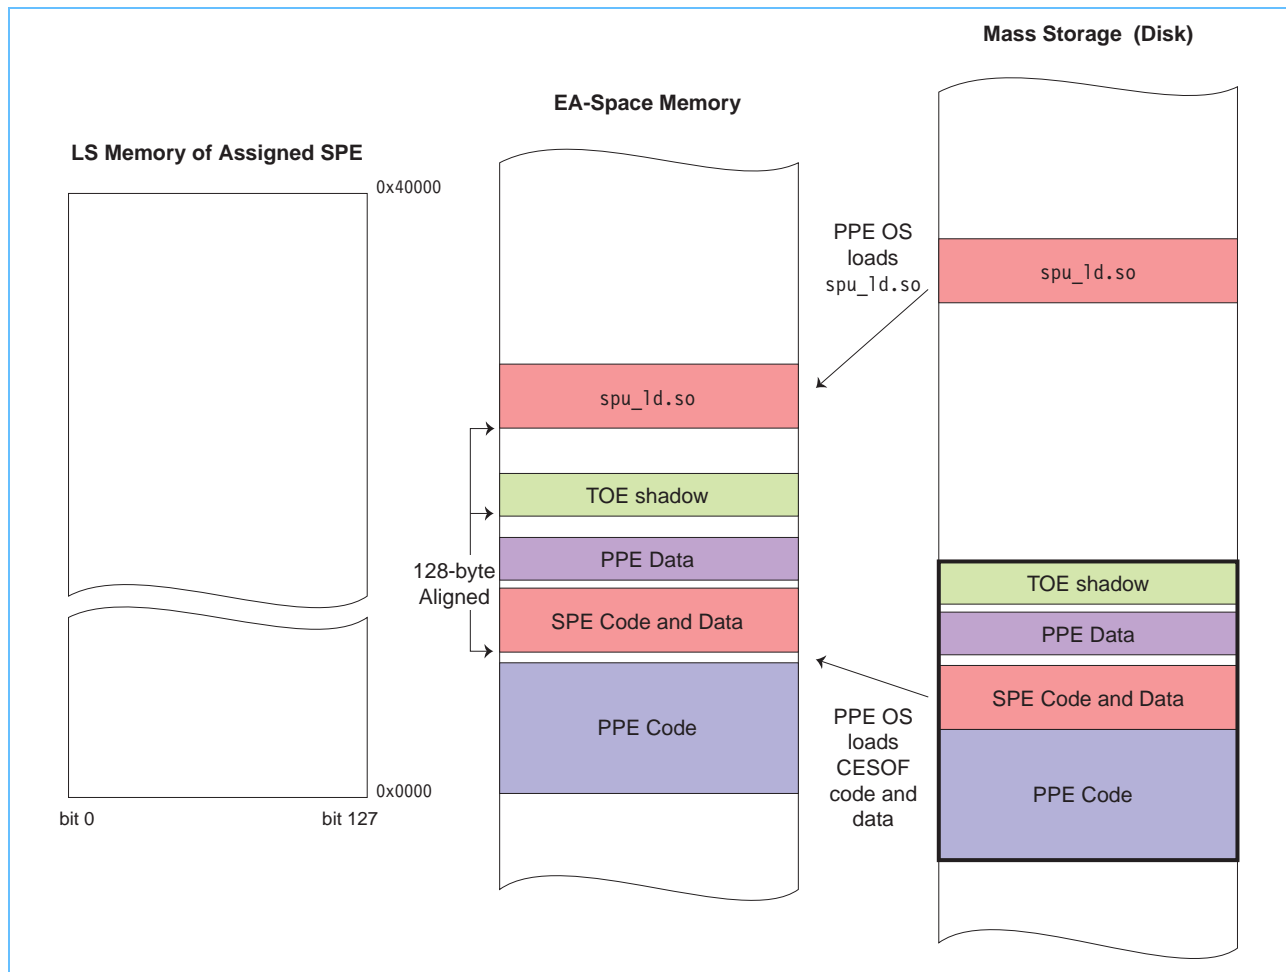 Mass Storage (Disk)
EA-Space Memory
LS Memory of Assigned SPE
0x40000
PPE OS
loads
spu_ld.so
spu_ld.so
spu_ld.so
TOE shadow
PPE Data
128-byte
Aligned
SPE Code and Data
PPE Code
TOE shadow
PPE Data
SPE Code and Data
PPE Code
PPE OS
loads
CESOF
code and
data
0x0000
bit 0
bit 127